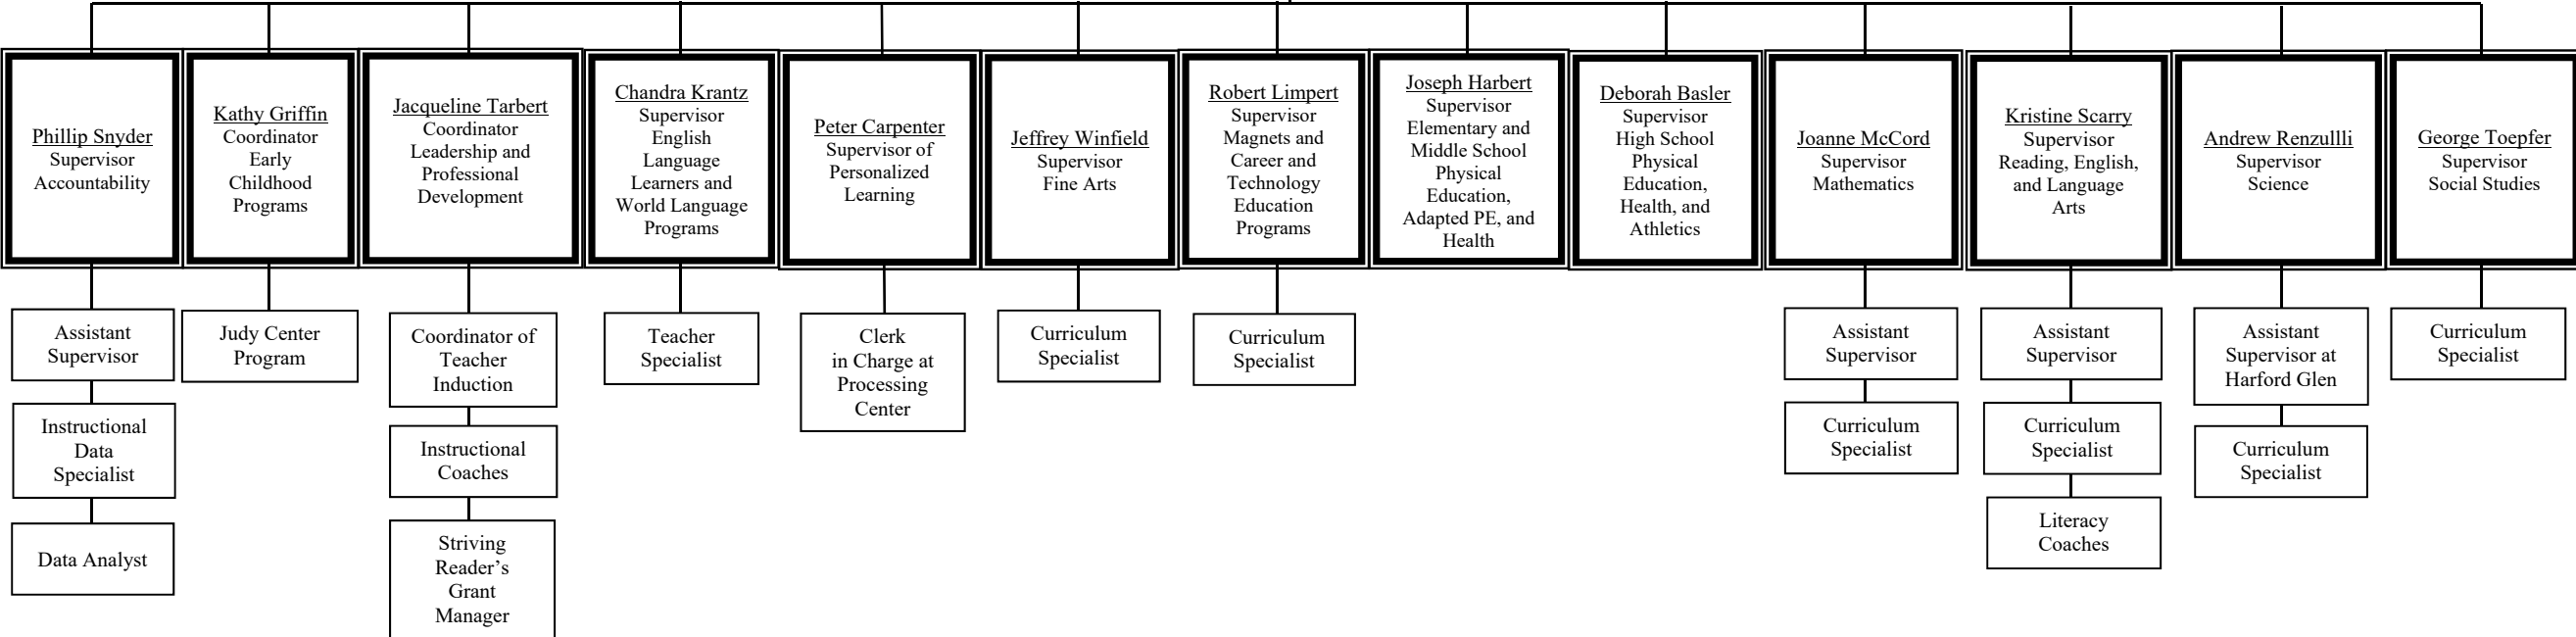 Phillip Snyder
Supervisor
Accountability
Kathy Griffin
Coordinator
Early
Childhood
Programs
Jacqueline Tarbert
Coordinator
Leadership and
Professional
Development
Chandra Krantz
Supervisor
English
Language
Learners and
World Language
Programs
Peter Carpenter
Supervisor of
Personalized
Learning
Jeffrey Winfield
Supervisor
Fine Arts
Robert Limpert
Supervisor
Magnets and
Career and
Technology
Education
Programs
Joseph Harbert
Supervisor
Elementary and
Middle School
Physical
Education,
Adapted PE, and
Health
Deborah Basler
Supervisor
High School
Physical
Education,
Health, and
Athletics
Joanne McCord
Supervisor
Mathematics
Kristine Scarry
Supervisor
Reading, English,
and Language
Arts
Andrew Renzullli
Supervisor
Science
George Toepfer
Supervisor
Social Studies
Assistant
Supervisor
Instructional
Data
Specialist
Data Analyst
Judy Center
Program
Coordinator of
Teacher
Induction
Instructional
Coaches
Striving
Reader’s
Grant
Manager
Teacher
Specialist
Clerk
in Charge at
Processing
Center
Curriculum
Specialist
Curriculum
Specialist
Assistant
Supervisor
Curriculum
Specialist
Assistant
Supervisor
Curriculum
Specialist
Literacy
Coaches
Assistant
Supervisor at
Harford Glen
Curriculum
Specialist
Curriculum
Specialist